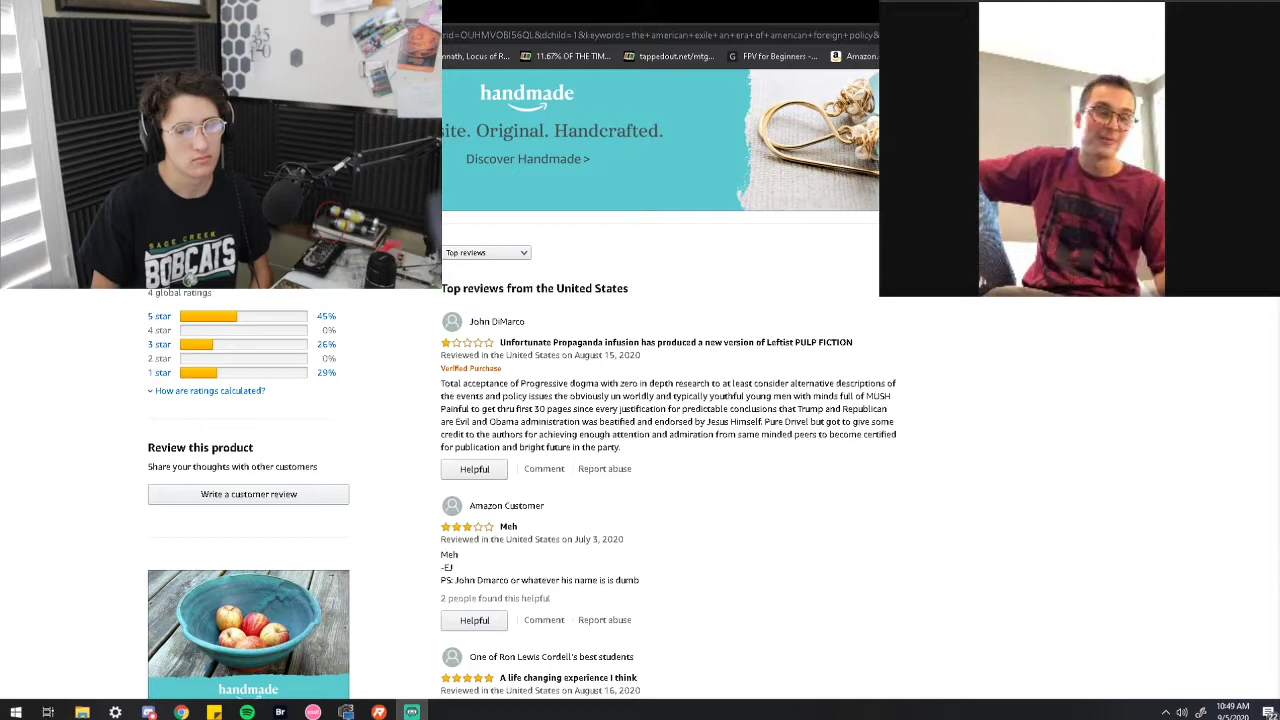 rid=OUHMVOBI56QL&dchild=1&keywords=the+american+exile+an+era+of+american+foreign+policy&
nnath, Locus of R...
11.67% OF THE TIM...
tappedout.net/mtg...
FPV for Beginners -...
Amazon.
handmade
site. Original. Handcrafted.
Discover Handmade >
SAGE CREEK
BOBCATS
Top reviews
4 global ratings
5 star 45%
4 star 0%
3 star 26%
2 star 0%
1 star 29%
How are ratings calculated?
Review this product
Share your thoughts with other customers
Write a customer review
handmade
Top reviews from the United States
John DiMarco
Unfortunate Propaganda infusion has produced a new version of Leftist PULP FICTION
Reviewed in the United States on August 15, 2020
Verified Purchase
Total acceptance of Progressive dogma with zero in depth research to at least consider alternative descriptions of
the events and policy issues the obviously un worldly and typically youthful young men with minds full of MUSH
Painful to get thru first 30 pages since every justification for predictable conclusions that Trump and Republican
are Evil and Obama administration was beatified and endorsed by Jesus Himself. Pure Drivel but got to give some
credit to the authors for achieving enough attention and admiration from same minded peers to become certified
for publication and bright future in the party.
Helpful
Comment
Report abuse
Amazon Customer
Meh
Reviewed in the United States on July 3, 2020
Meh
-EJ
PS: John Dmarco or whatever his name is is dumb
2 people found this helpful
Helpful
Comment
Report abuse
One of Ron Lewis Cordell's best students
A life changing experience I think
Reviewed in the United States on August 16, 2020
Br
10:49 AM
9/5/2020